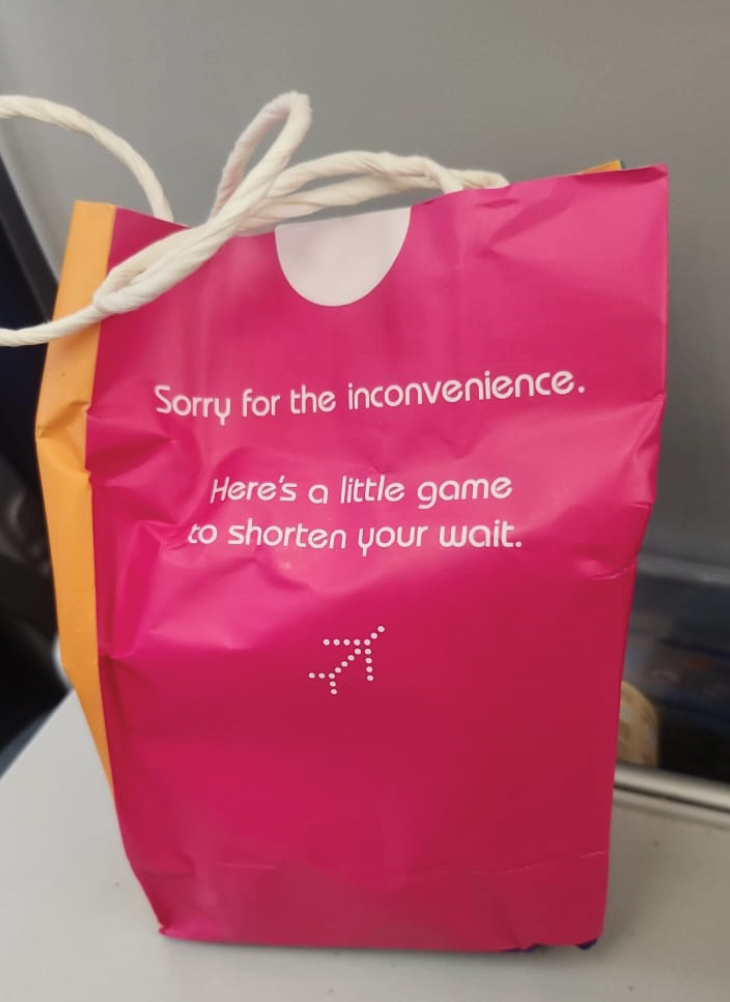 Sorry for the inconvenience.
Here's a little game
to shorten your wait.